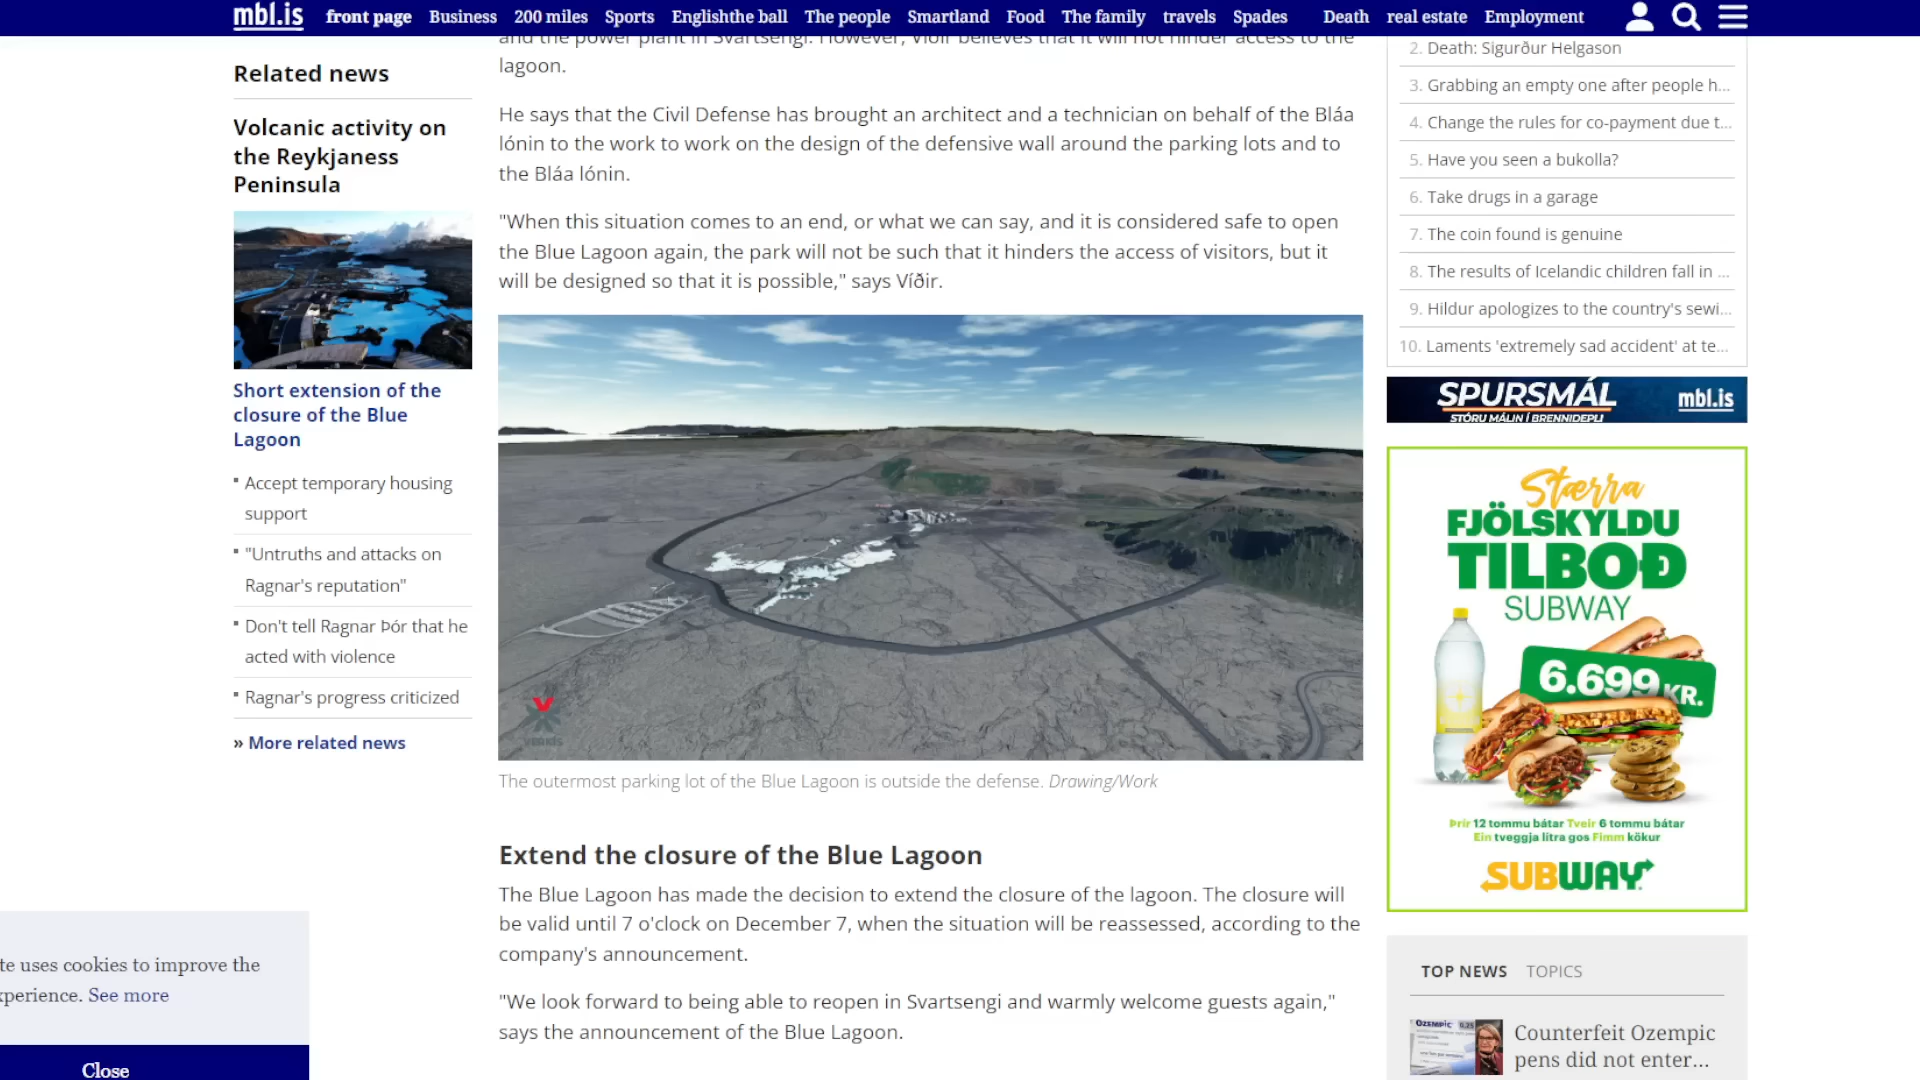 mbl.is front page Business 200 miles Sports Englishthe ball The people Smartland Food The family travels Spades Death real estate Employment
Related news
Volcanic activity on
the Reykjaness
Peninsula
Short extension of the
closure of the Blue
Lagoon
Accept temporary housing
support
"Untruths and attacks on
Ragnar's reputation"
Don't tell Ragnar Þór that he
acted with violence
Ragnar's progress criticized
» More related news
te uses cookies to improve the
xperience. See more
Close
and the power plant in Svartsengi. However, Víðir believes that it will not hinder access to the
lagoon.
He says that the Civil Defense has brought an architect and a technician on behalf of the Bláa
lónin to the work to work on the design of the defensive wall around the parking lots and to
the Bláa lónin.
"When this situation comes to an end, or what we can say, and it is considered safe to open
the Blue Lagoon again, the park will not be such that it hinders the access of visitors, but it
will be designed so that it is possible," says Víðir.
VERKÍS
The outermost parking lot of the Blue Lagoon is outside the defense. Drawing/Work
Extend the closure of the Blue Lagoon
The Blue Lagoon has made the decision to extend the closure of the lagoon. The closure will
be valid until 7 o'clock on December 7, when the situation will be reassessed, according to the
company's announcement.
"We look forward to being able to reopen in Svartsengi and warmly welcome guests again,"
says the announcement of the Blue Lagoon.
2. Death: Sigurður Helgason
3. Grabbing an empty one after people h...
4. Change the rules for co-payment due t...
5. Have you seen a bukolla?
6. Take drugs in a garage
7. The coin found is genuine
8. The results of Icelandic children fall in ...
9. Hildur apologizes to the country's sewi...
10. Laments 'extremely sad accident' at te...
SPURSMÁL mbl.is
STÓRU MÁLIN Í BRENNIDEPLI
Stærra
FJÖLSKYLDU
TILBOÐ
SUBWAY
6.699 KR.
Þrír 12 tommu bátar Tveir 6 tommu bátar
Ein tveggja lítra gos Fimm kökur
SUBWAY
TOP NEWS TOPICS
OZEMPIC 0,25
Counterfeit Ozempic
pens did not enter...